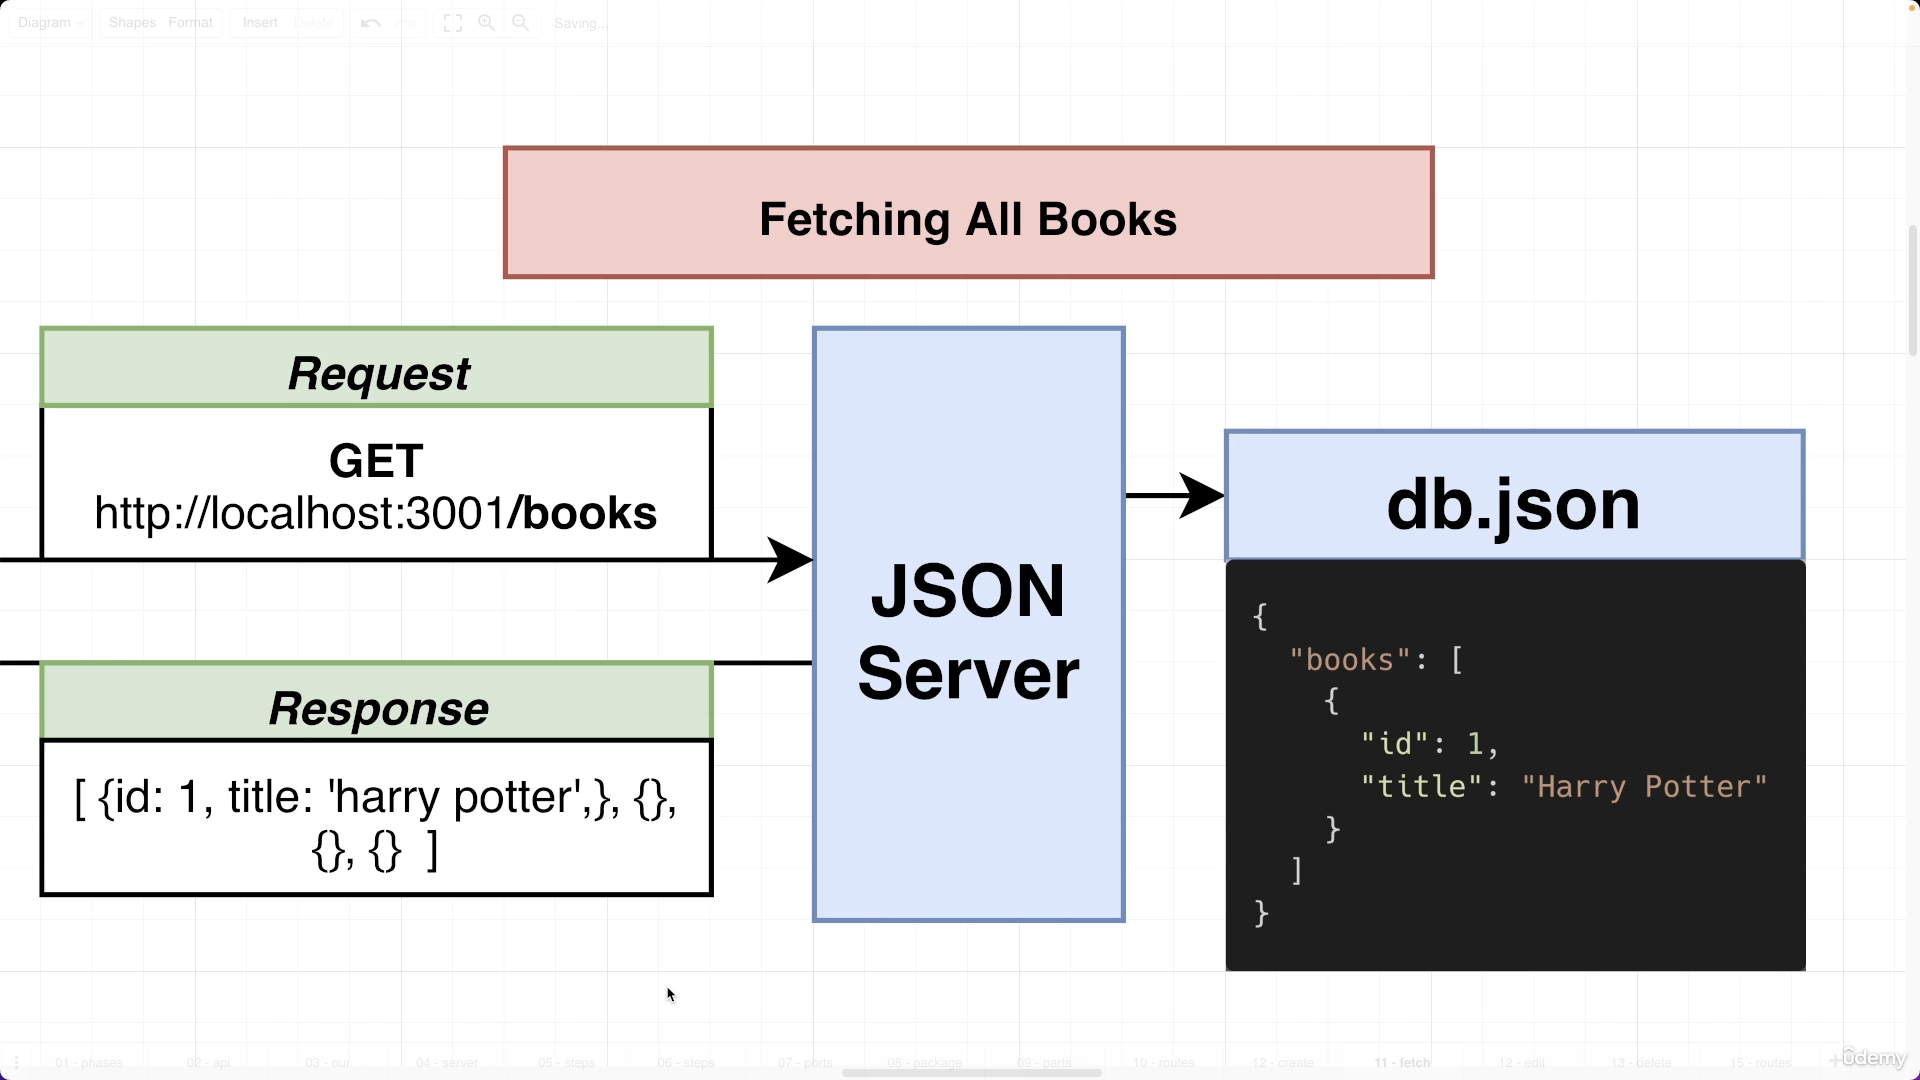 Diagram Shapes Format Insert Delete Saving...
Fetching All Books
Request
GET
http://localhost:3001/books
JSON
Server
db.json
{
"books": [
{
"id": 1,
"title": "Harry Potter"
}
]
}
Response
[ {id: 1, title: 'harry potter',}, {},
{}, {} ]
01 - phases 02 - api 03 - our 04 - server 05 - steps 06 - steps 07 - ports 08 - package 09 - parts 10 - routes 12 - create 11 - fetch 12 - edit 13 - delete 15 - routes
ûdemy